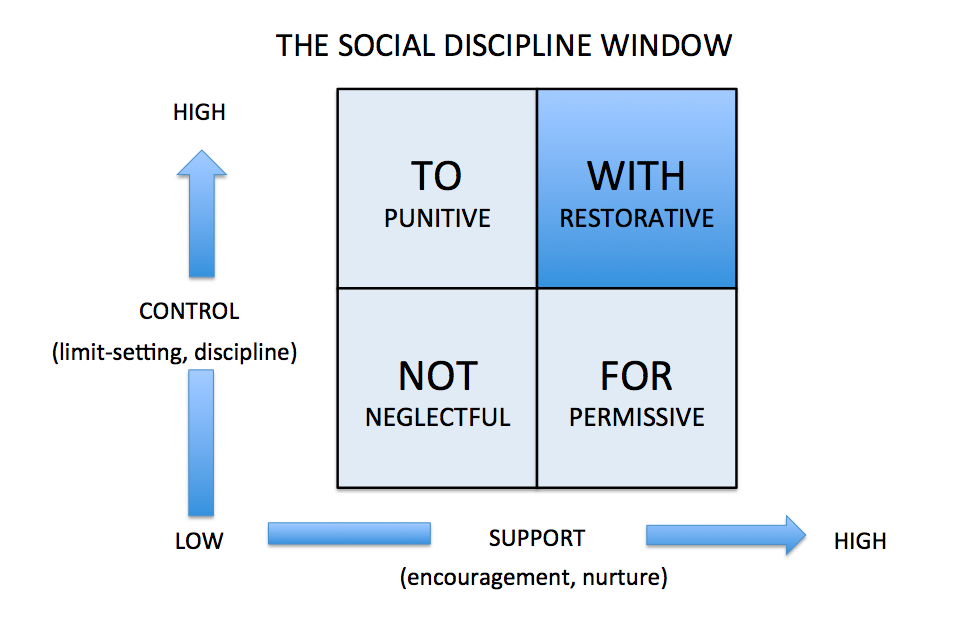 THE SOCIAL DISCIPLINE WINDOW
HIGH
TO
PUNITIVE
WITH
RESTORATIVE
CONTROL
(limit-setting, discipline)
NOT
NEGLECTFUL
FOR
PERMISSIVE
LOW
SUPPORT
HIGH
(encouragement, nurture)